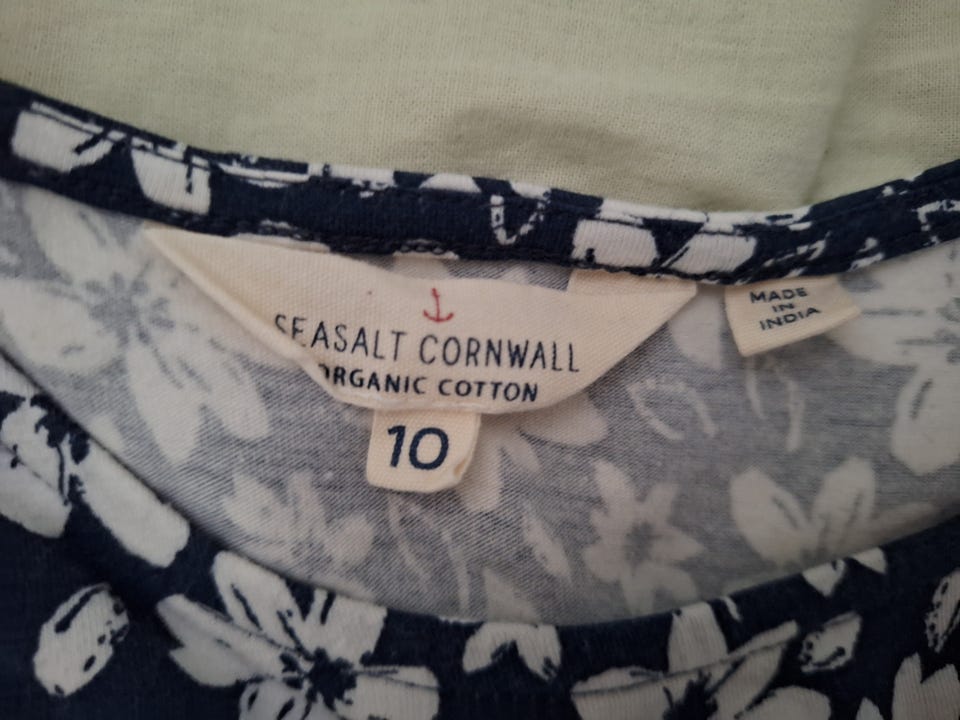 SEASALT CORNWALL
ORGANIC COTTON
10
MADE
IN
INDIA